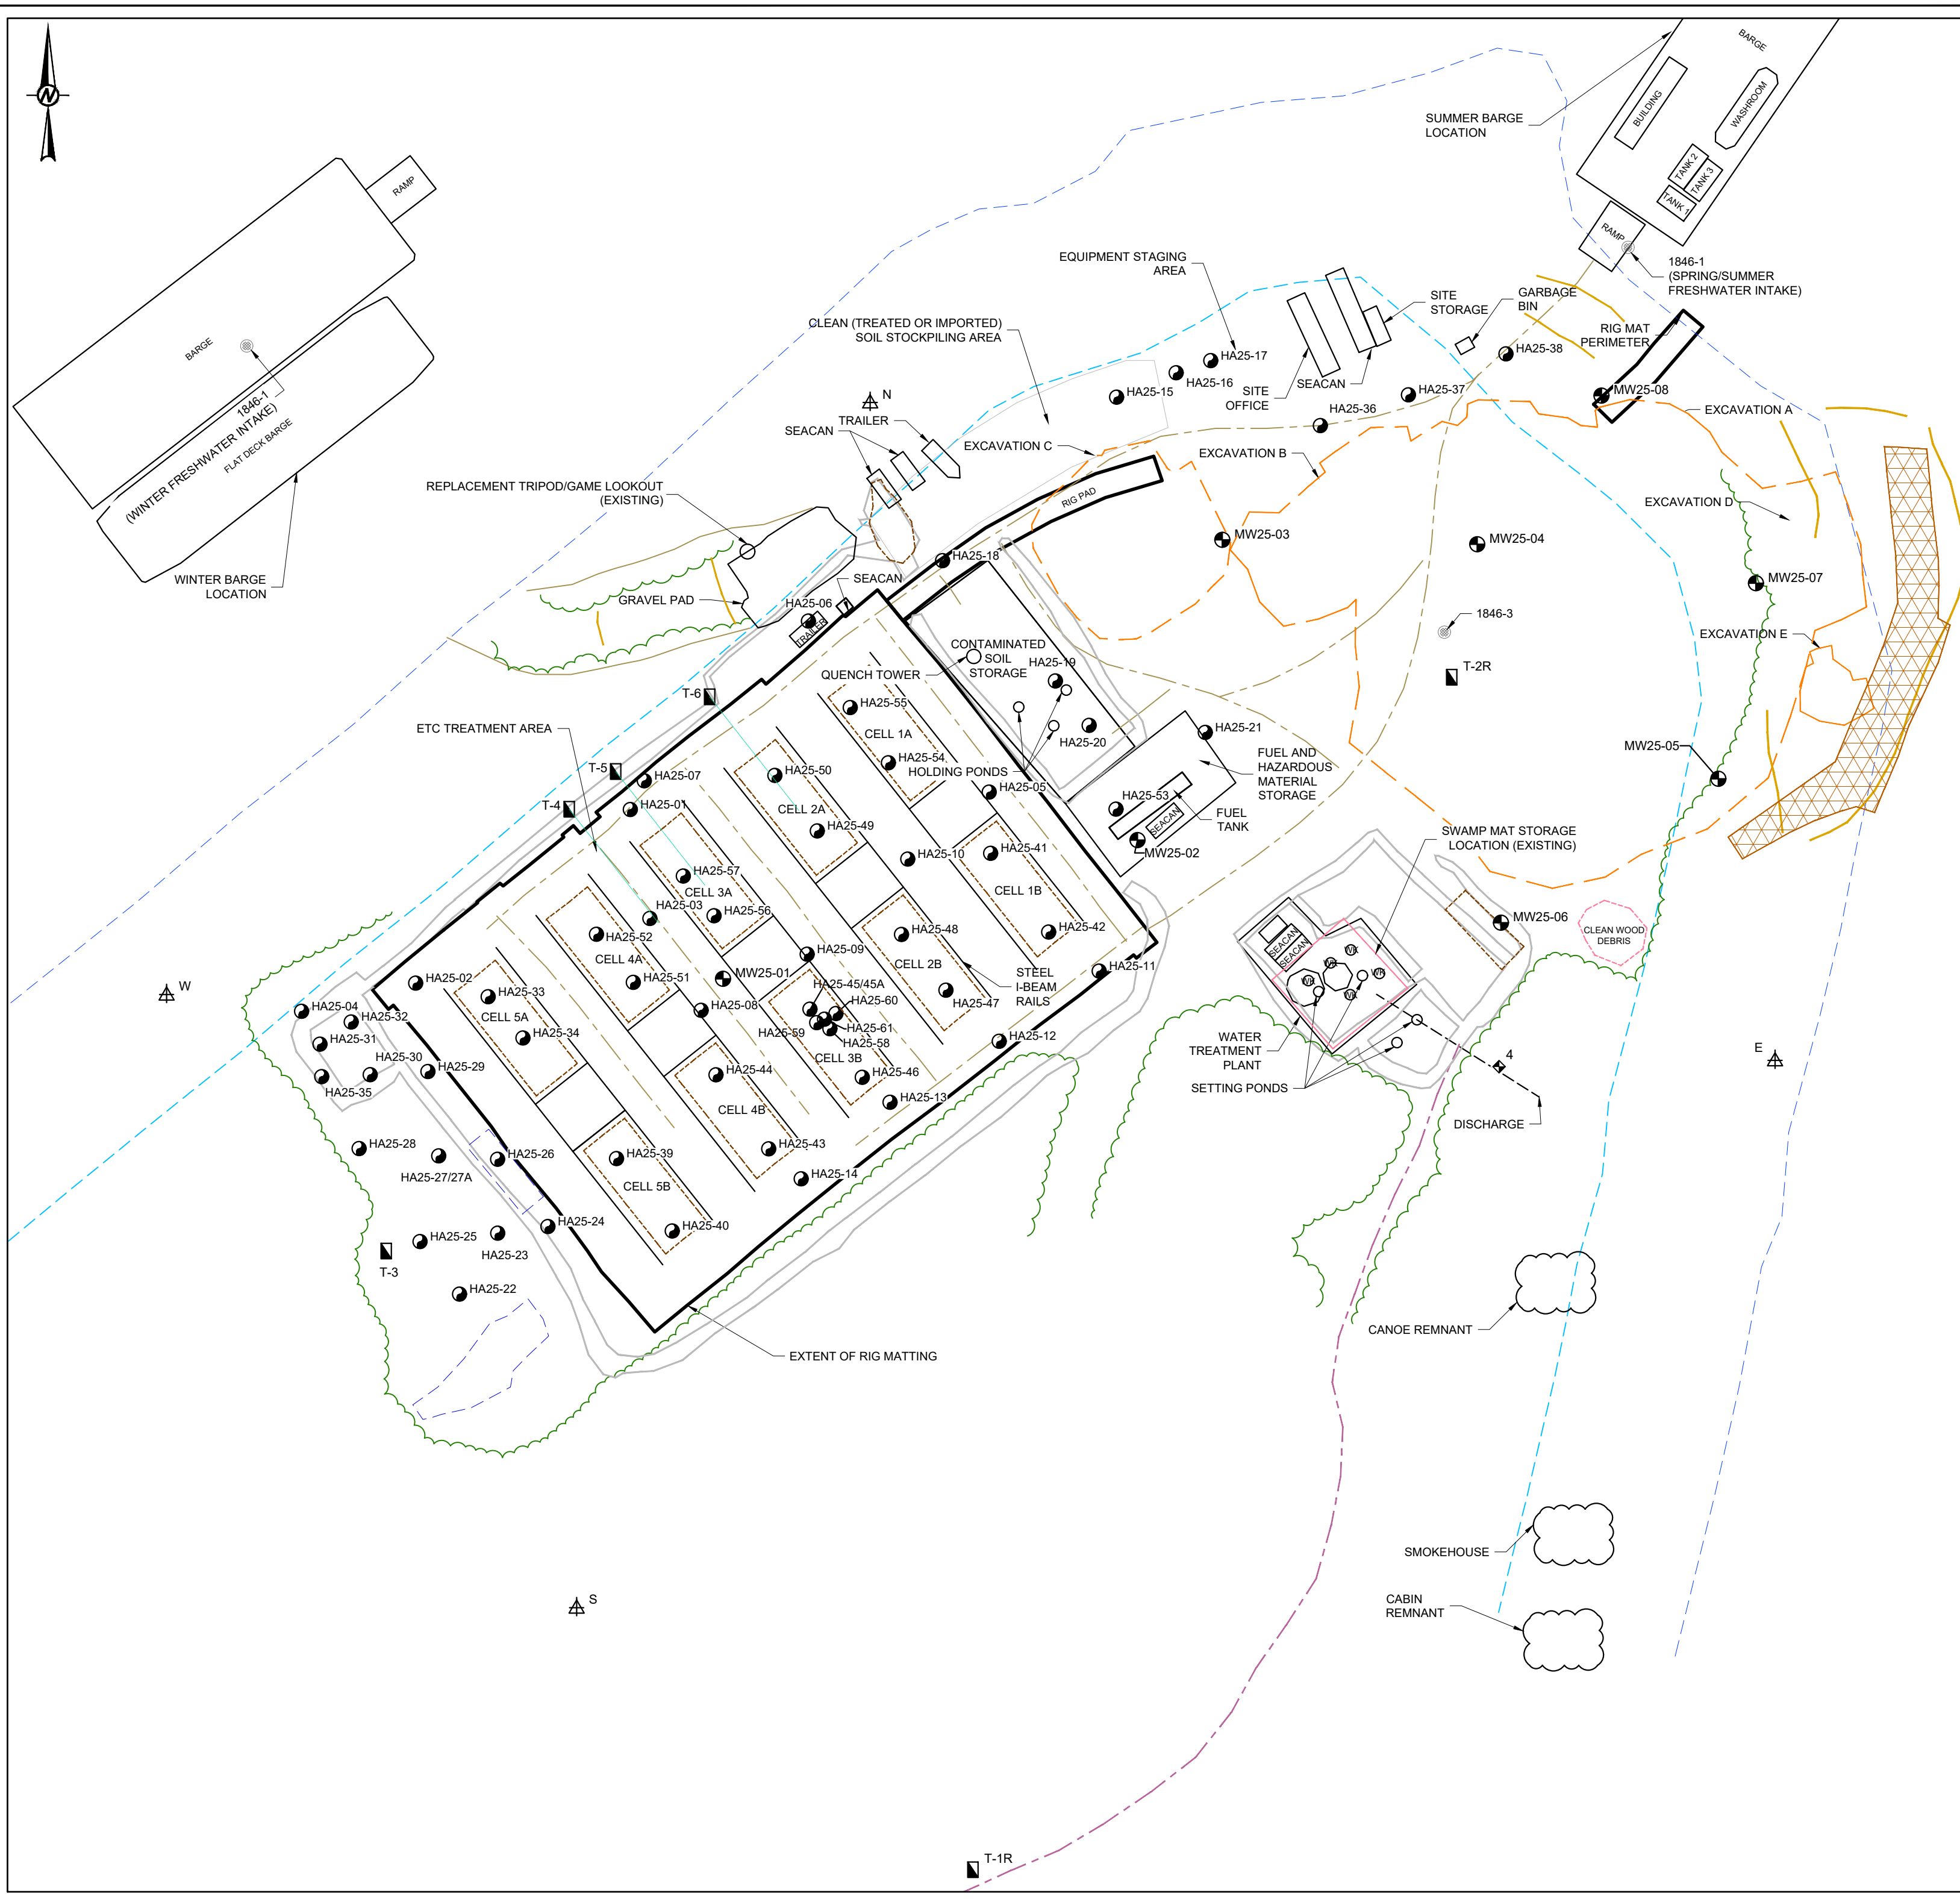 N
BARGE
BUILDING
WASHROOM
TANK 2
TANK 3
TANK 1
RAMP
SUMMER BARGE
LOCATION
1846-1
(SPRING/SUMMER
FRESHWATER INTAKE)
RAMP
BARGE
1846-1
(WINTER FRESHWATER INTAKE)
FLAT DECK BARGE
WINTER BARGE
LOCATION
EQUIPMENT STAGING
AREA
CLEAN (TREATED OR IMPORTED)
SOIL STOCKPILING AREA
SITE
STORAGE
GARBAGE
BIN
RIG MAT
PERIMETER
HA25-38
HA25-17
HA25-16
HA25-15
SITE
OFFICE
SEACAN
HA25-37
HA25-36
MW25-08
EXCAVATION A
N
TRAILER
SEACAN
EXCAVATION C
EXCAVATION B
REPLACEMENT TRIPOD/GAME LOOKOUT
(EXISTING)
RIG PAD
EXCAVATION D
MW25-03
MW25-04
HA25-18
SEACAN
MW25-07
GRAVEL PAD
HA25-06
TRAILER
1846-3
EXCAVATION E
CONTAMINATED
SOIL
STORAGE
QUENCH TOWER
HA25-19
T-2R
T-6
HA25-55
CELL 1A
HA25-20
HA25-21
ETC TREATMENT AREA
HA25-54
HOLDING PONDS
FUEL AND
HAZARDOUS
MATERIAL
STORAGE
MW25-05
T-5
HA25-07
HA25-50
HA25-05
T-4
HA25-01
CELL 2A
HA25-53
SEACAN
FUEL
TANK
HA25-49
MW25-02
SWAMP MAT STORAGE
LOCATION (EXISTING)
HA25-10
HA25-41
HA25-57
CELL 3A
CELL 1B
HA25-03
HA25-56
MW25-06
CLEAN WOOD
DEBRIS
HA25-52
HA25-48
HA25-42
SEACAN
SEACAN
CELL 4A
HA25-09
CELL 2B
HA25-11
WK
WK
WK
WK
WK
HA25-02
HA25-51
MW25-01
STEEL
I-BEAM
RAILS
W
HA25-33
HA25-45/45A
HA25-47
HA25-04
HA25-32
CELL 5A
HA25-08
HA25-60
HA25-59
HA25-61
HA25-34
HA25-58
HA25-31
HA25-12
WATER
TREATMENT
PLANT
CELL 3B
E
HA25-30
HA25-29
HA25-44
HA25-46
4
SETTING PONDS
HA25-35
CELL 4B
HA25-13
DISCHARGE
HA25-28
HA25-26
HA25-39
HA25-43
HA25-27/27A
HA25-14
CELL 5B
HA25-24
HA25-40
HA25-25
HA25-23
T-3
HA25-22
CANOE REMNANT
EXTENT OF RIG MATTING
SMOKEHOUSE
S
CABIN
REMNANT
T-1R